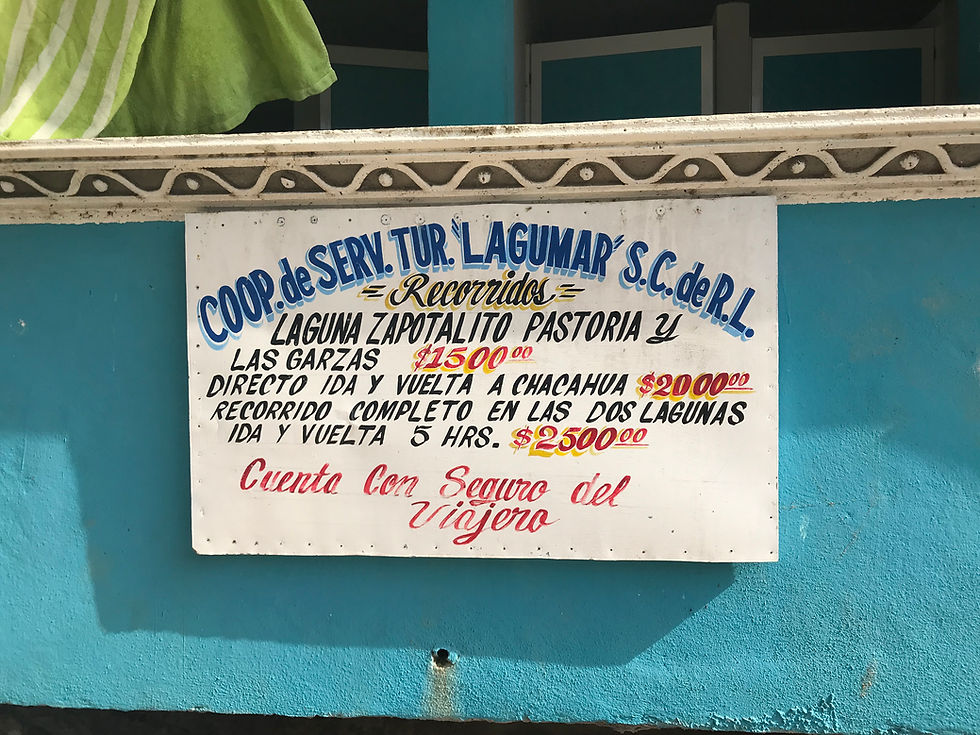 COOP. de SERV. TUR. "LAGUMAR" S.C. de R.L.
= Recorridos =
LAGUNA ZAPOTALITO PASTORIA Y
LAS GARZAS $1500.00
DIRECTO IDA Y VUELTA A CHACAHUA $2000.00
RECORRIDO COMPLETO EN LAS DOS LAGUNAS
IDA Y VUELTA 5 HRS. $2500.00
Cuenta Con Seguro del
Viajero